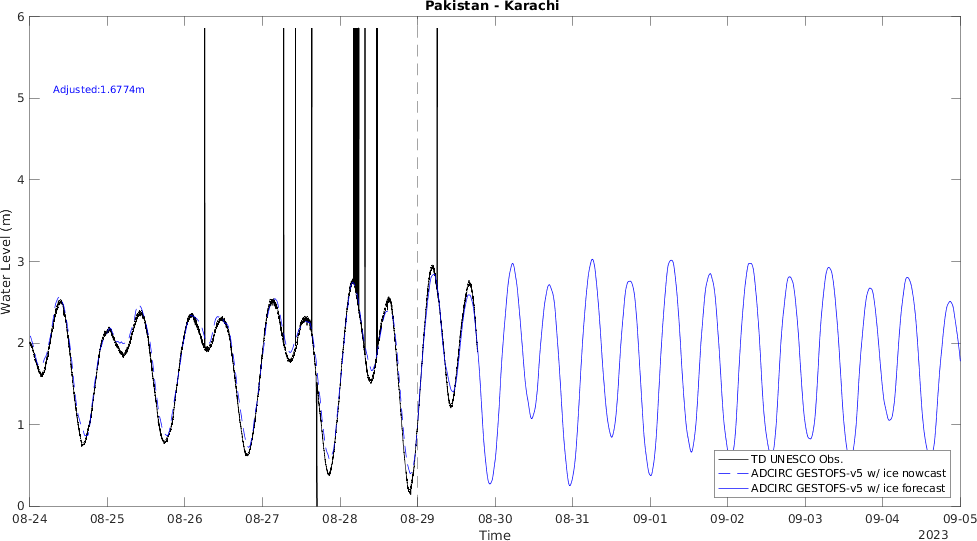 Pakistan - Karachi
6
5
4
3
2
1
0
Water Level (m)
Adjusted:1.6774m
TD UNESCO Obs.
ADCIRC GESTOFS-v5 w/ ice nowcast
ADCIRC GESTOFS-v5 w/ ice forecast
08-24 08-25 08-26 08-27 08-28 08-29 08-30 08-31 09-01 09-02 09-03 09-04 09-05
Time
2023